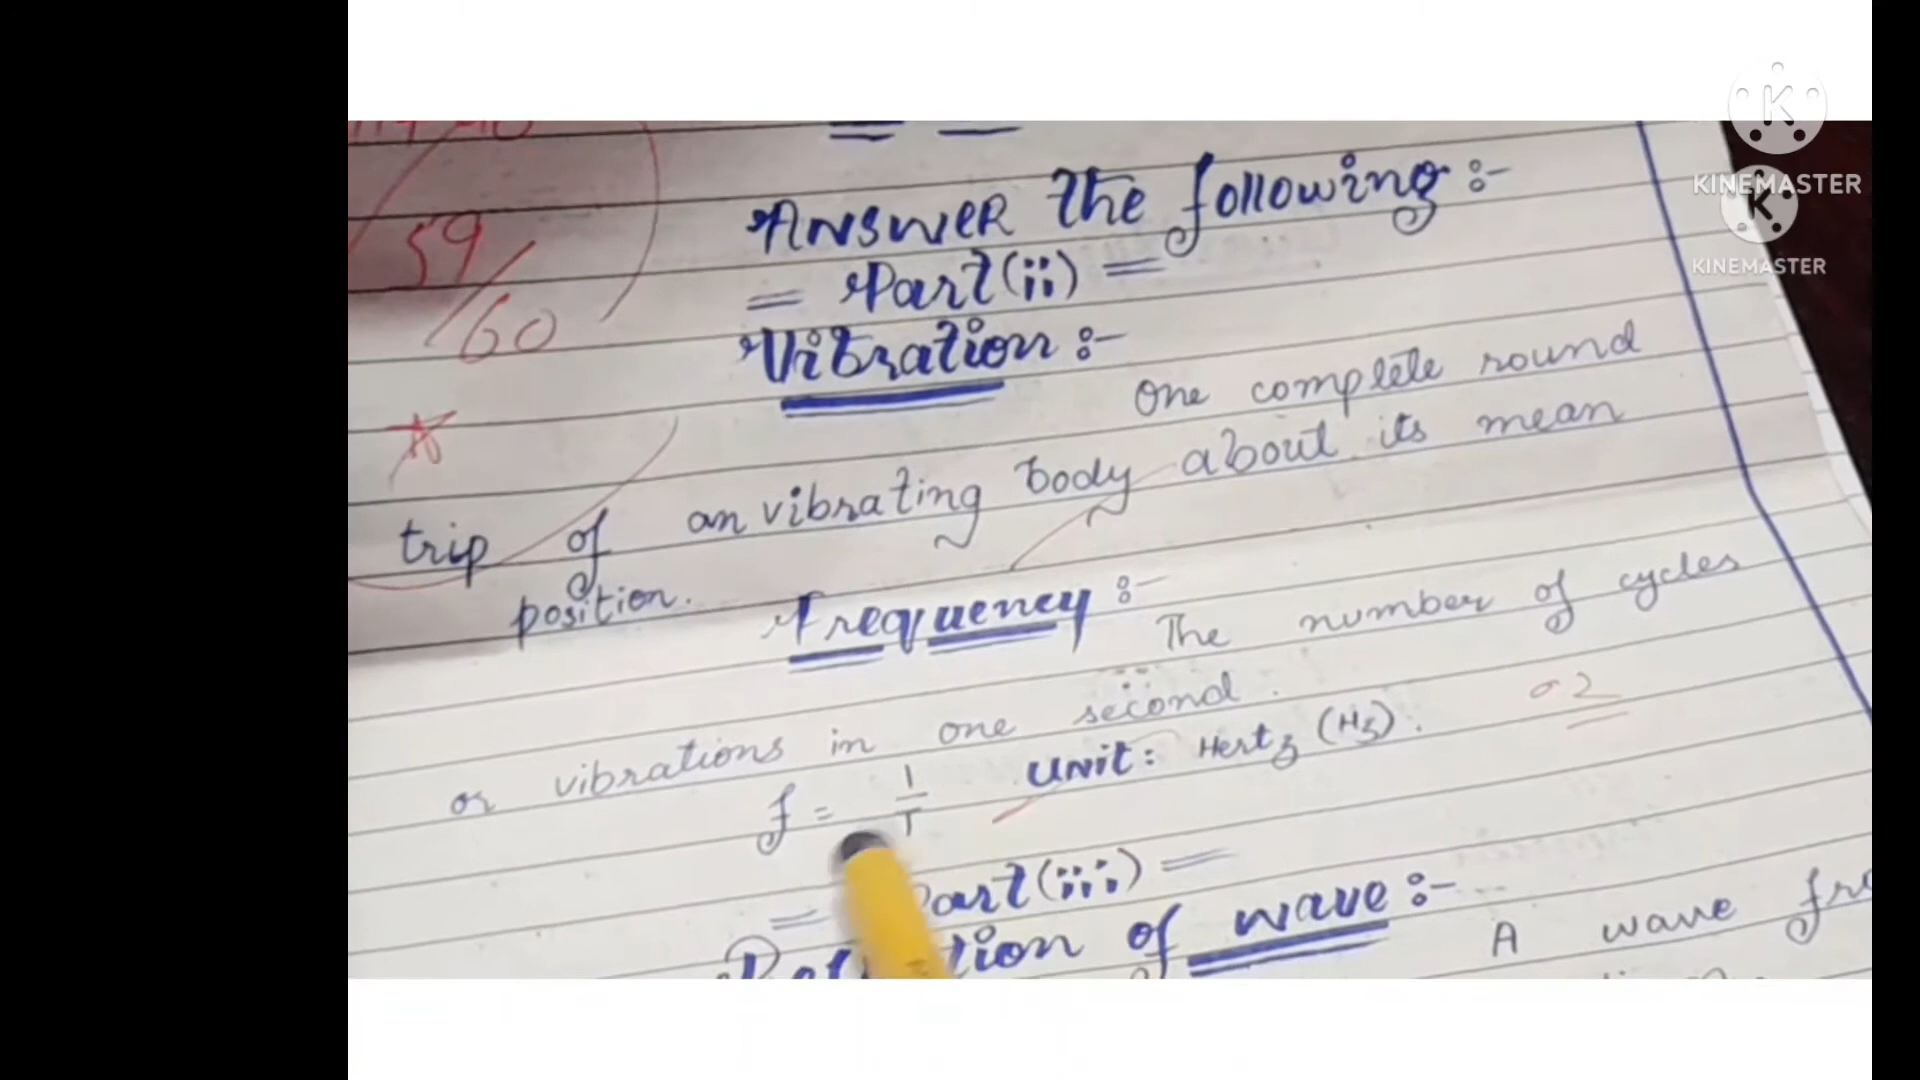 KINEMASTER
KINEMASTER
59/60
Answer the following :-
= Part (ii) =
Vibration :-
One complete round
trip of an vibrating body about its mean
position.
Frequency :-
The number of cycles
or vibrations in one second.
f = 1/T Unit: Hertz (Hz).
02
= Part (iii) =
of wave :-
A wave